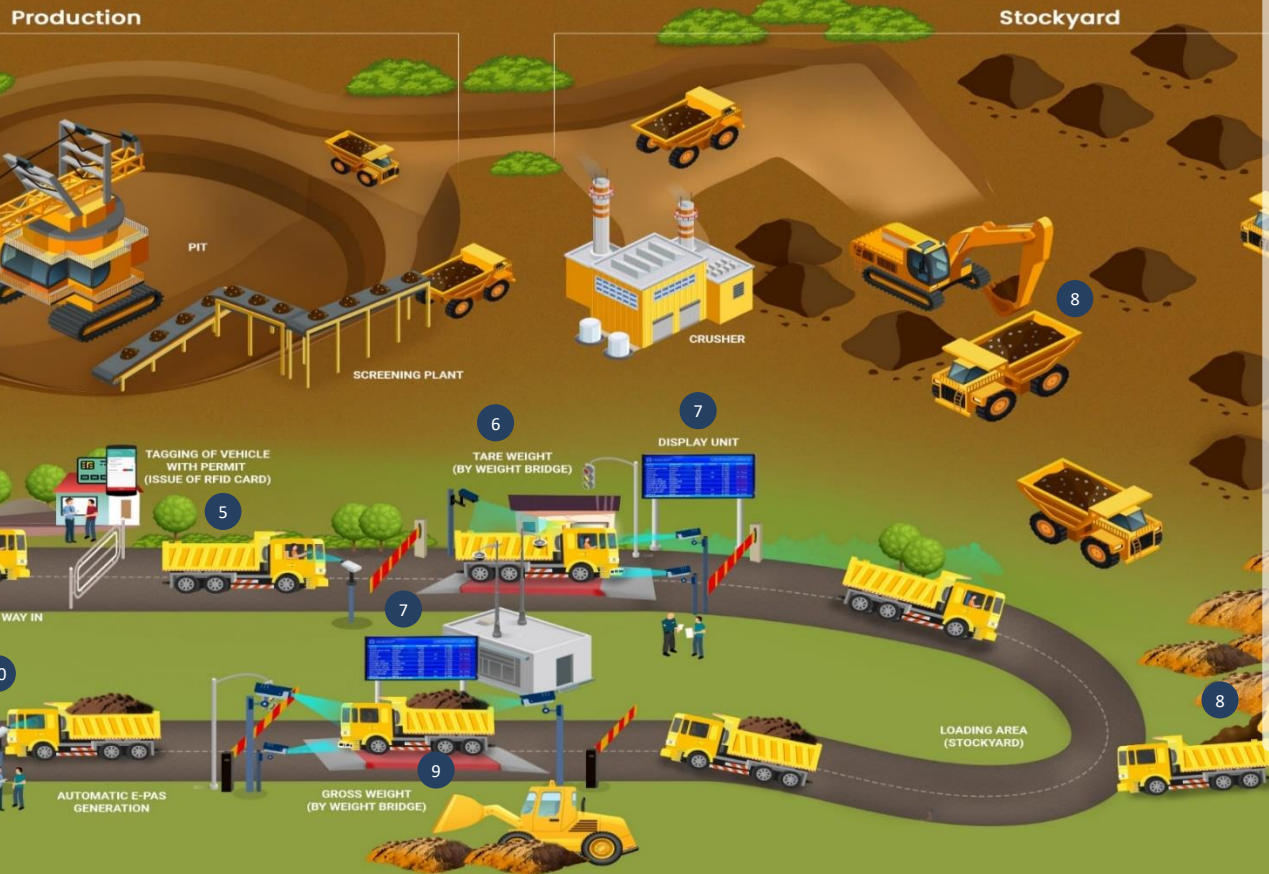 Production
Stockyard
PIT
8
CRUSHER
SCREENING PLANT
7
6
DISPLAY UNIT
TAGGING OF VEHICLE
WITH PERMIT
(ISSUE OF RFID CARD)
TARE WEIGHT
(BY WEIGHT BRIDGE)
5
7
WAY IN
0
8
LOADING AREA
(STOCKYARD)
9
AUTOMATIC E-PAS
GENERATION
GROSS WEIGHT
(BY WEIGHT BRIDGE)